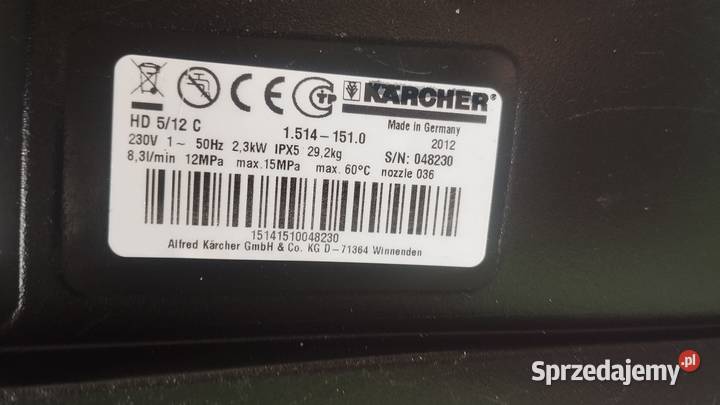 KÄRCHER®
HD 5/12 C 1.514-151.0 Made in Germany
230V 1~ 50Hz 2,3kW IPX5 29,2kg 2012
8,3l/min 12MPa max.15MPa max. 60°C nozzle 036 S/N: 048230
15141510048230
Alfred Kärcher GmbH & Co. KG D-71364 Winnenden
Sprzedajemy.pl